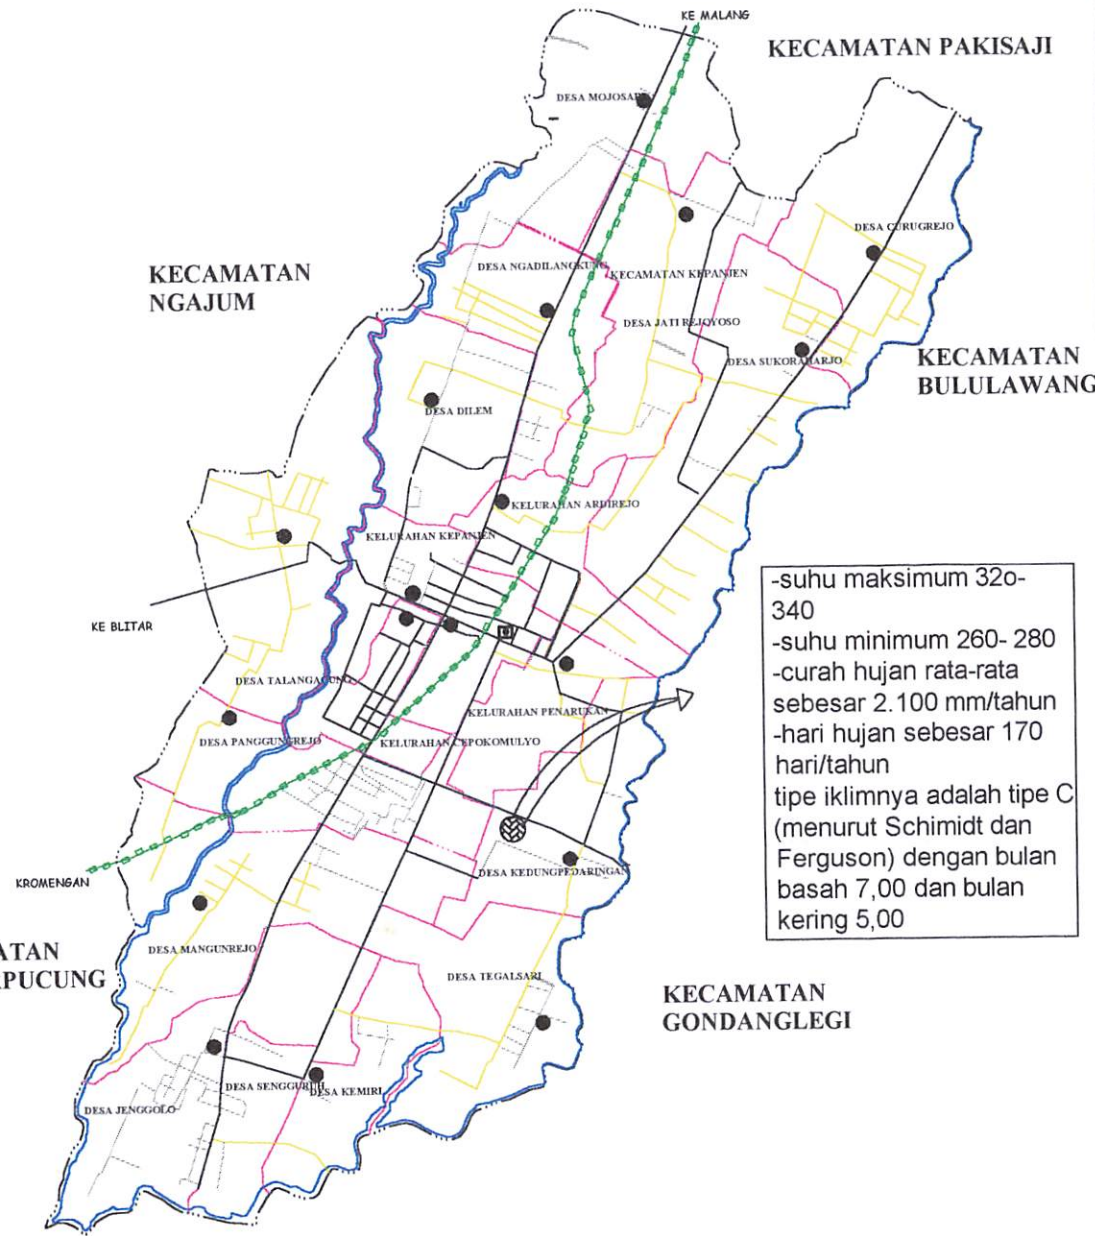 KE MALANG
KECAMATAN PAKISAJI
DESA MOJOSARI
DESA CURUGREJO
KECAMATAN
NGAJUM
DESA NGADILANGKUNG
KECAMATAN KEPANJEN
DESA JATI REJOYOSO
KECAMATAN
BULULAWANG
DESA SUKORAHARJO
DESA DILEM
KELURAHAN ARDIREJO
KELURAHAN KEPANJEN
KE BLITAR
-suhu maksimum 32o-
340
-suhu minimum 260- 280
-curah hujan rata-rata
sebesar 2.100 mm/tahun
-hari hujan sebesar 170
hari/tahun
tipe iklimnya adalah tipe C
(menurut Schimidt dan
Ferguson) dengan bulan
basah 7,00 dan bulan
kering 5,00
DESA TALANGAGUNG
KELURAHAN PENARUKAN
DESA PANGGUNGREJO
KELURAHAN CEPOKOMULYO
KROMENGAN
DESA KEDUNGPEDARINGAN
DESA MANGUNREJO
ATAN
RPUCUNG
DESA TEGALSARI
KECAMATAN
GONDANGLEGI
DESA SENGGURUH
DESA KEMIRI
DESA JENGGOLO